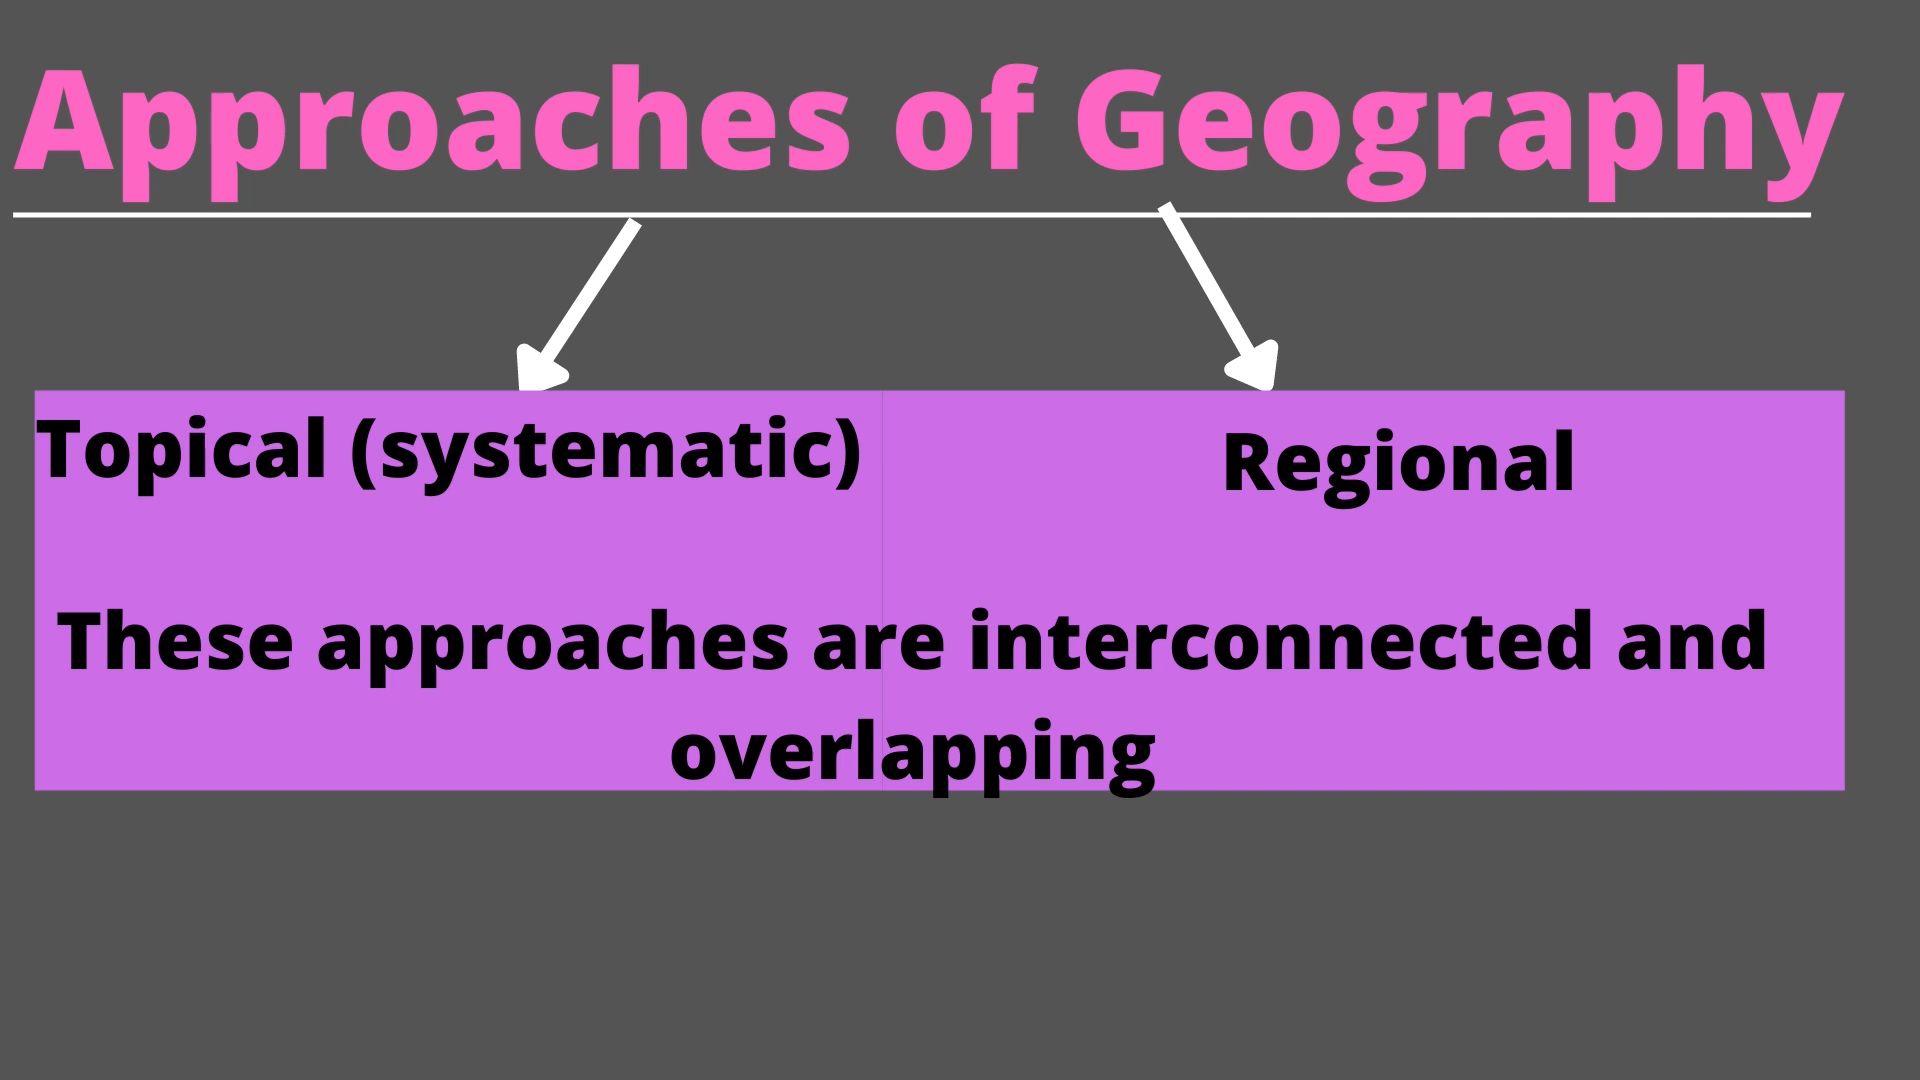 Approaches of Geography
Topical (systematic)
Regional
These approaches are interconnected and
overlapping